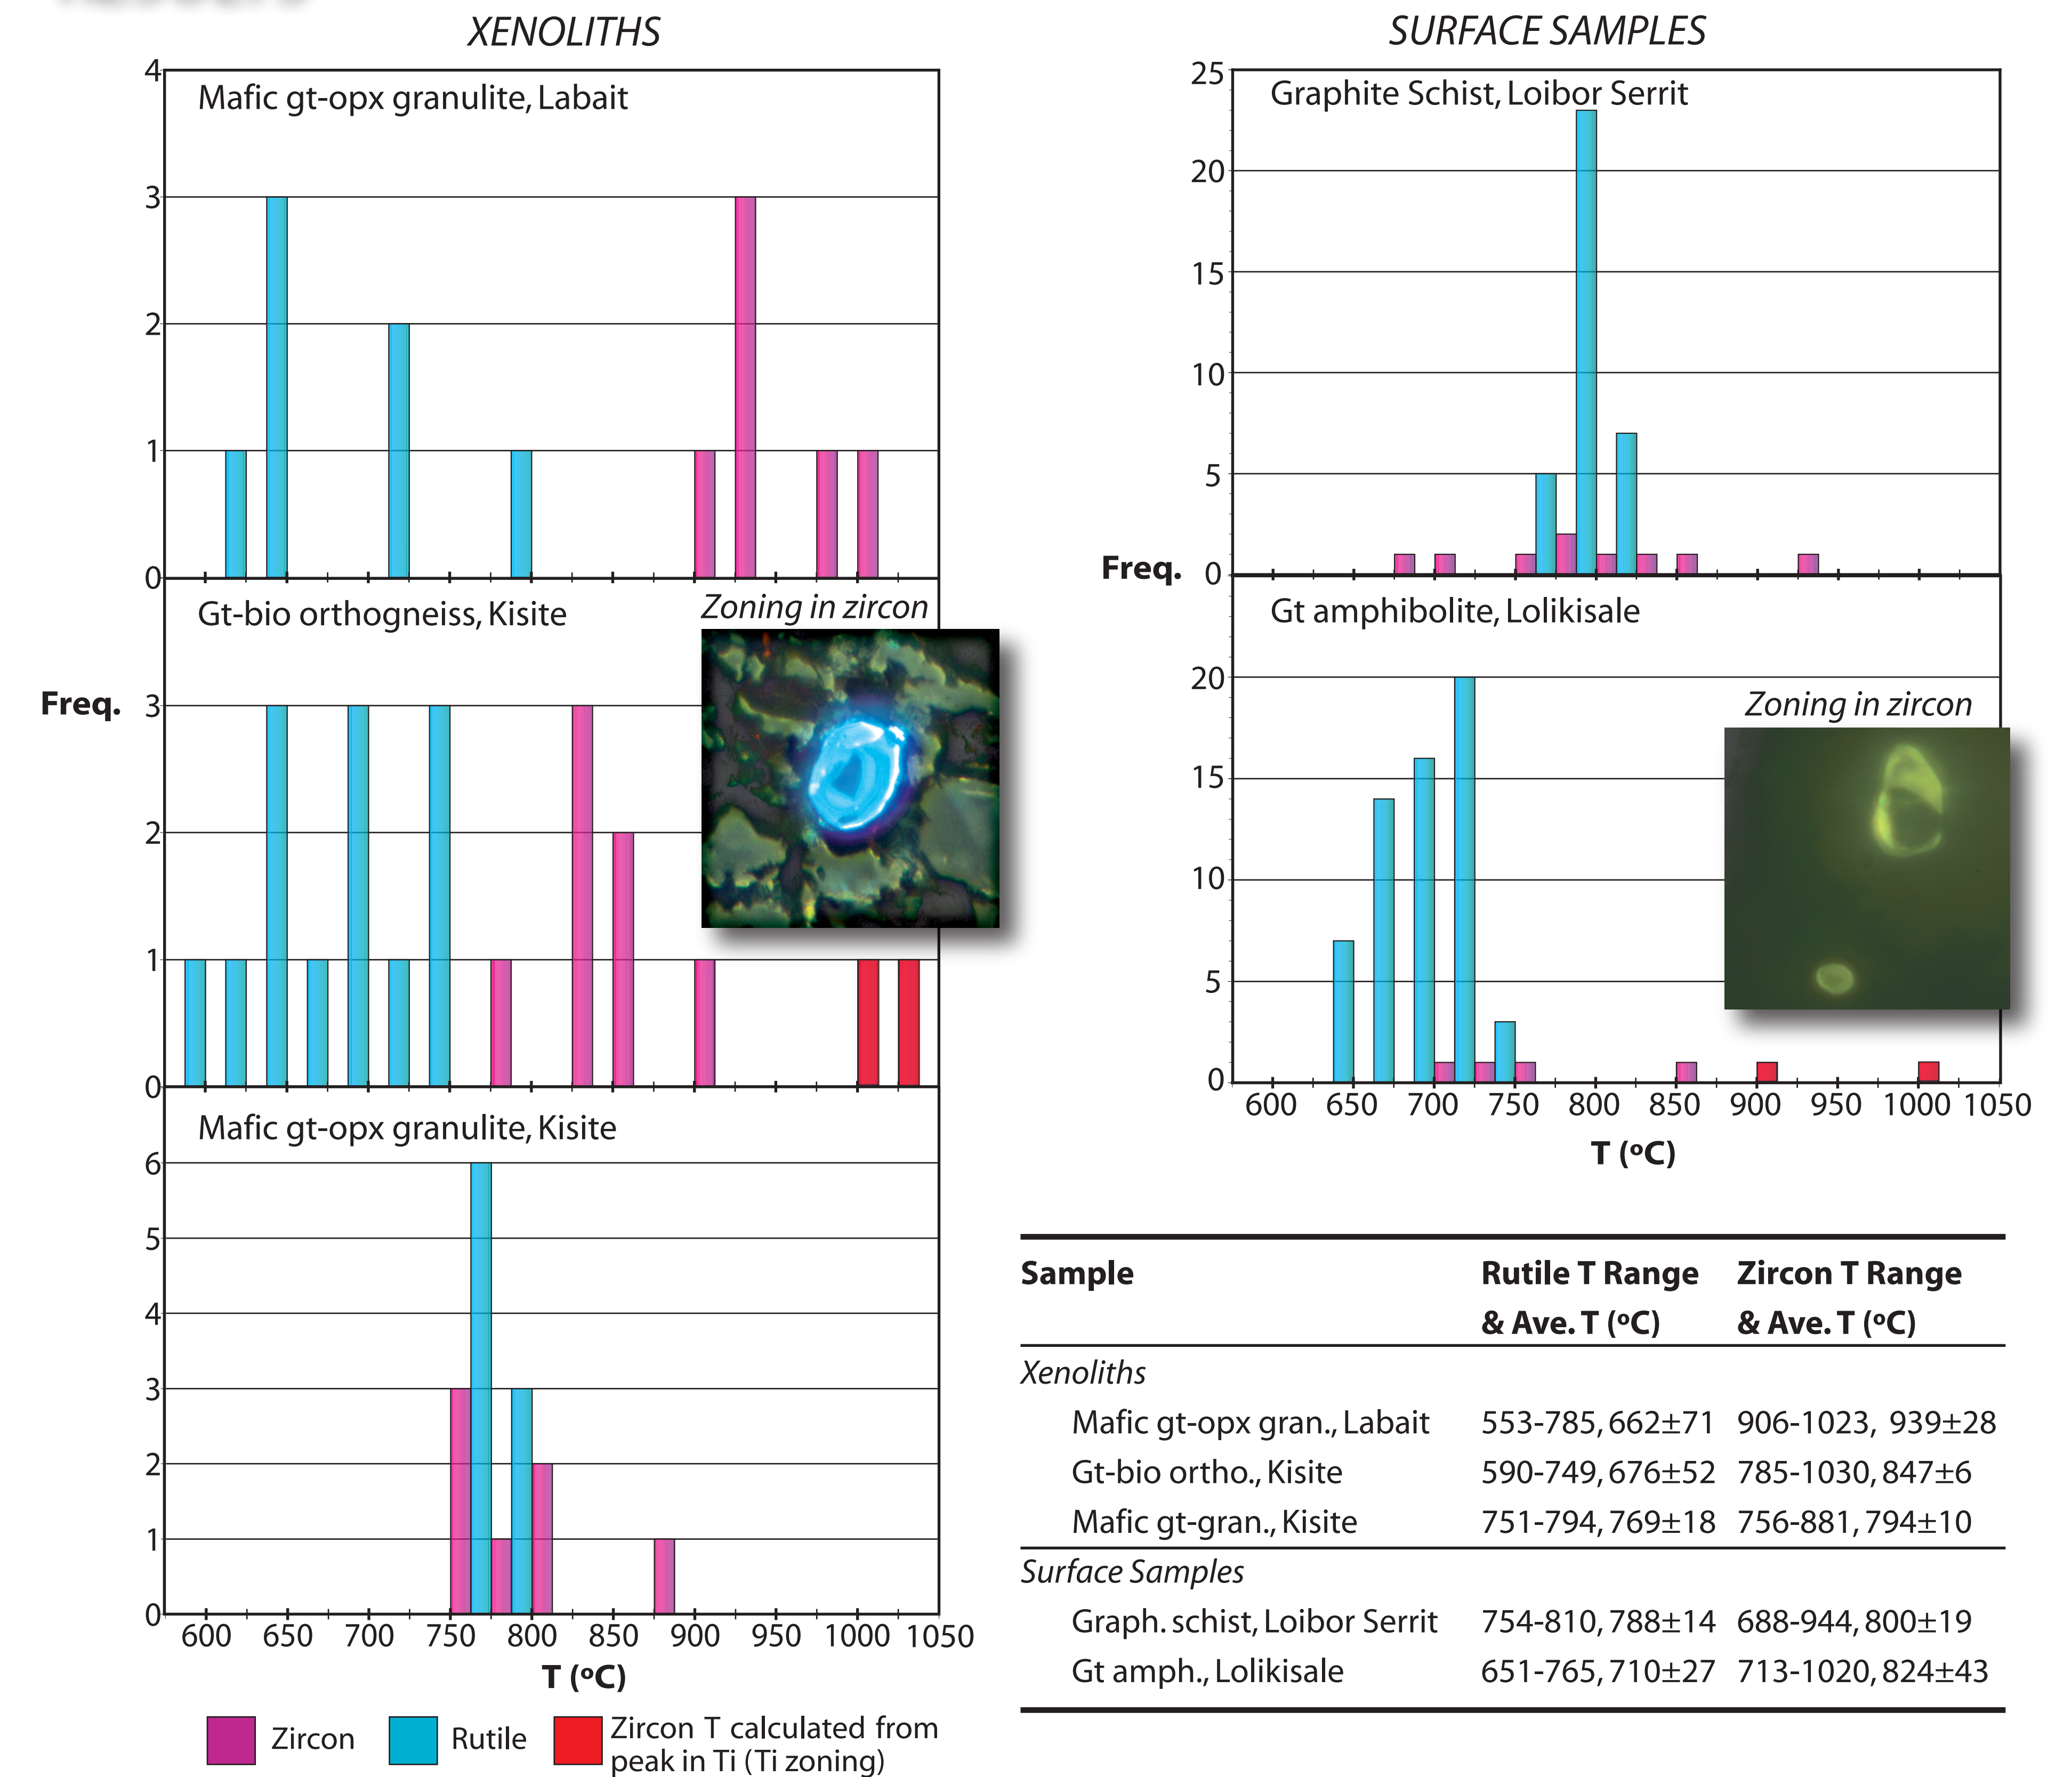 XENOLITHS
4
Mafic gt-opx granulite, Labait
3
2
1
0
Gt-bio orthogneiss, Kisite
Zoning in zircon
Freq.
3
2
1
0
Mafic gt-opx granulite, Kisite
6
5
4
3
2
1
0
600 650 700 750 800 850 900 950 1000 1050
T (ºC)
Zircon
Rutile
Zircon T calculated from
peak in Ti (Ti zoning)
SURFACE SAMPLES
25
Graphite Schist, Loibor Serrit
20
15
10
5
Freq.
0
Gt amphibolite, Lolikisale
20
Zoning in zircon
15
10
5
0
600 650 700 750 800 850 900 950 1000 1050
T (ºC)
Sample Rutile T Range Zircon T Range
& Ave. T (ºC) & Ave. T (ºC)
Xenoliths
Mafic gt-opx gran., Labait 553-785, 662±71 906-1023, 939±28
Gt-bio ortho., Kisite 590-749, 676±52 785-1030, 847±6
Mafic gt-gran., Kisite 751-794, 769±18 756-881, 794±10
Surface Samples
Graph. schist, Loibor Serrit 754-810, 788±14 688-944, 800±19
Gt amph., Lolikisale 651-765, 710±27 713-1020, 824±43